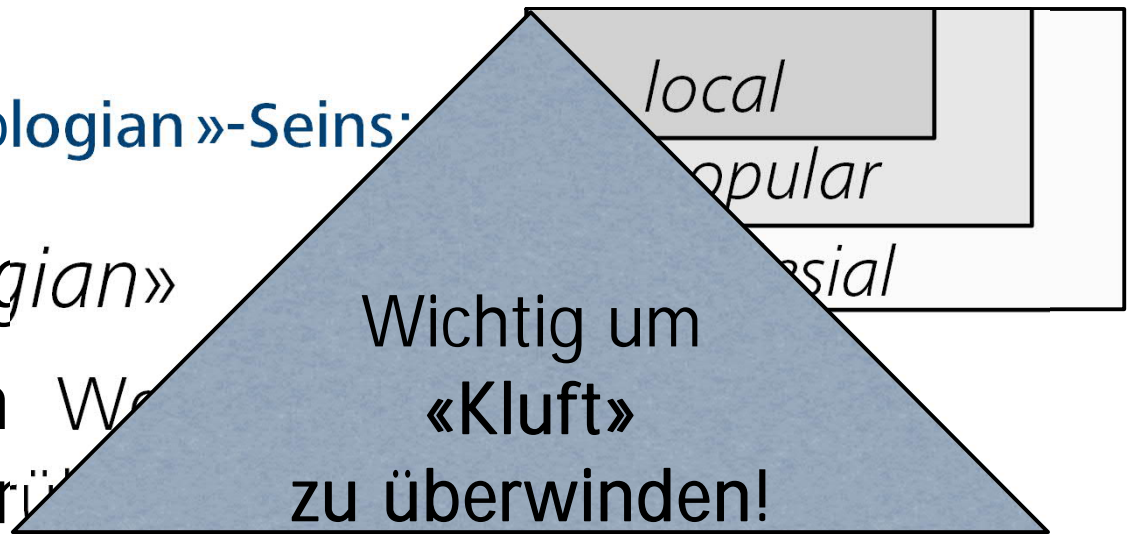 local
ologian»-Seins:
opular
gian»
sial
Wichtig um
«Kluft»
zu überwinden!